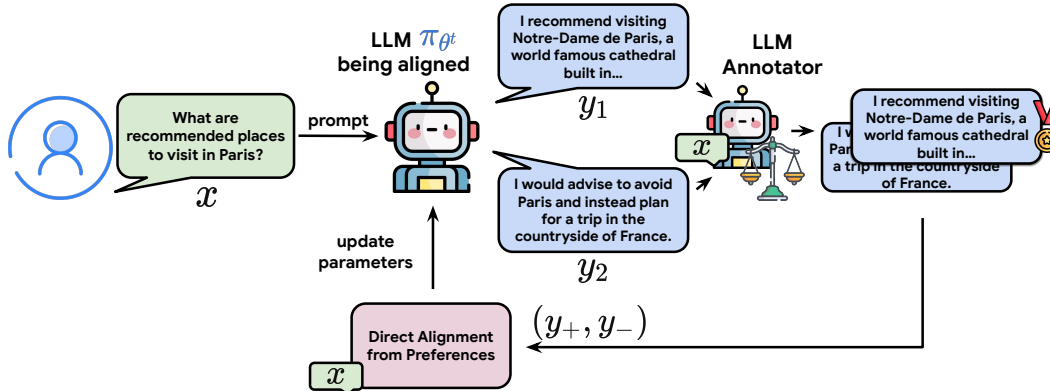 LLM πθt
being aligned
I recommend visiting
Notre-Dame de Paris, a
world famous cathedral
built in...
y1
LLM
Annotator
What are
recommended places
to visit in Paris?
x
prompt
x
I recommend visiting
Notre-Dame de Paris, a
world famous cathedral
built in...
I w
Par
a trip in the countryside
of France.
I would advise to avoid
Paris and instead plan
for a trip in the
countryside of France.
y2
update
parameters
(y+, y−)
Direct Alignment
from Preferences
x